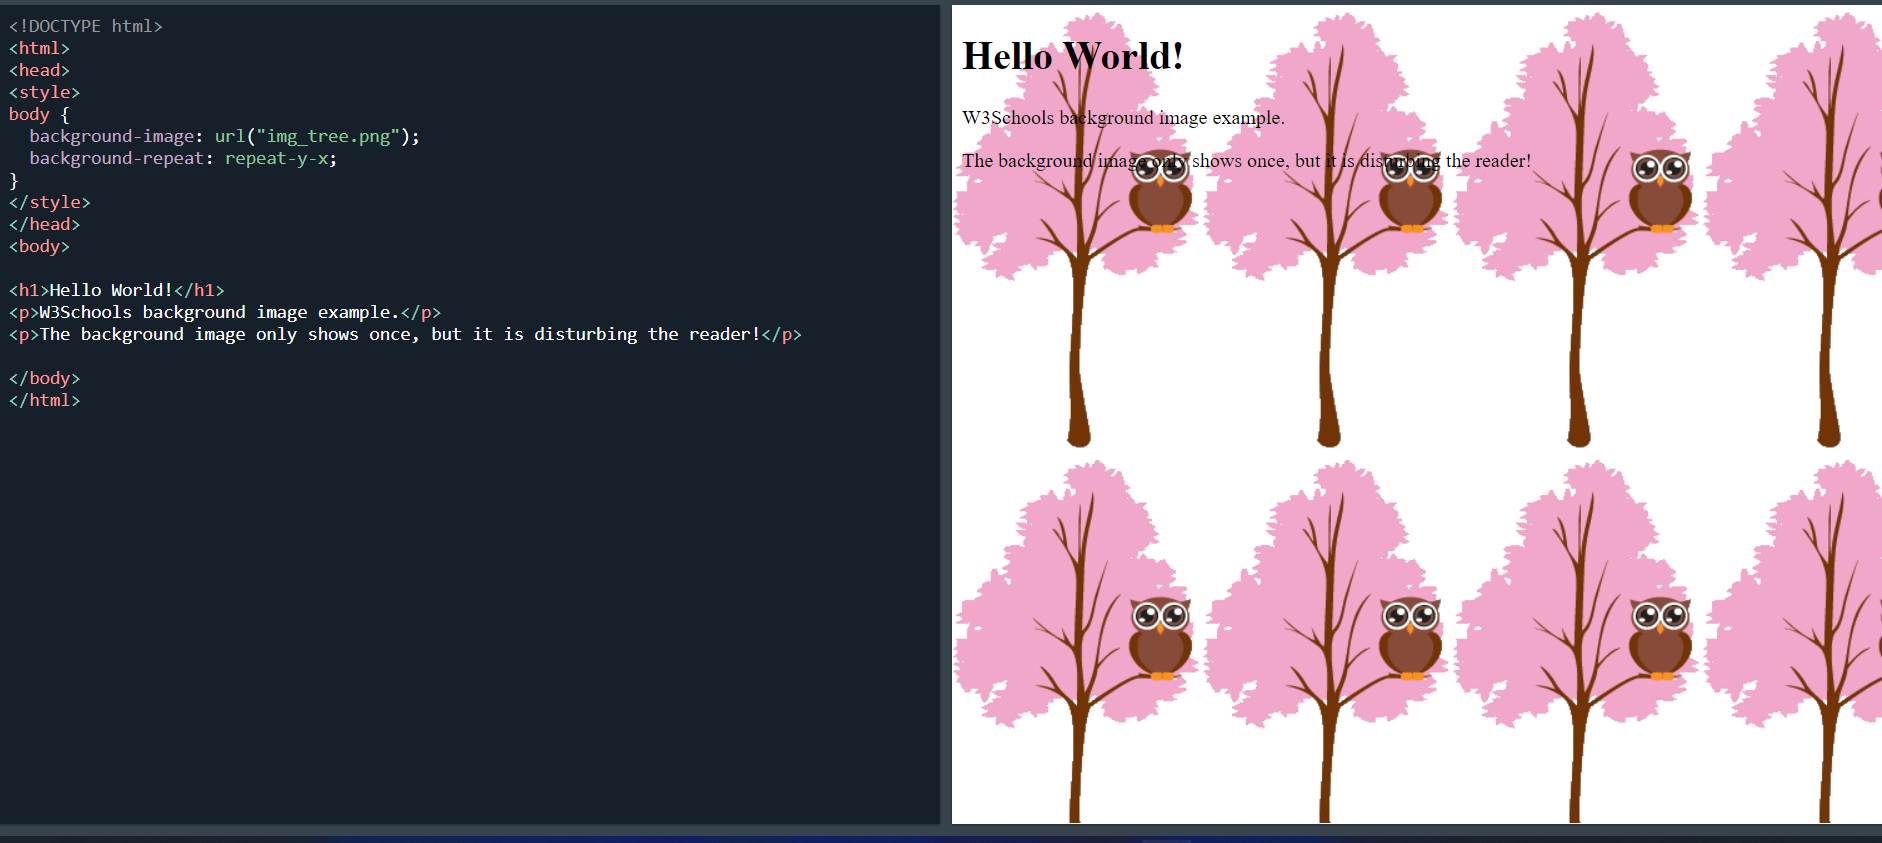 <!DOCTYPE html>
<html>
<head>
<style>
body {
  background-image: url("img_tree.png");
  background-repeat: repeat-y-x;
}
</style>
</head>
<body>

<h1>Hello World!</h1>
<p>W3Schools background image example.</p>
<p>The background image only shows once, but it is disturbing the reader!</p>

</body>
</html>
Hello World!
W3Schools background image example.
The background image only shows once, but it is disturbing the reader!